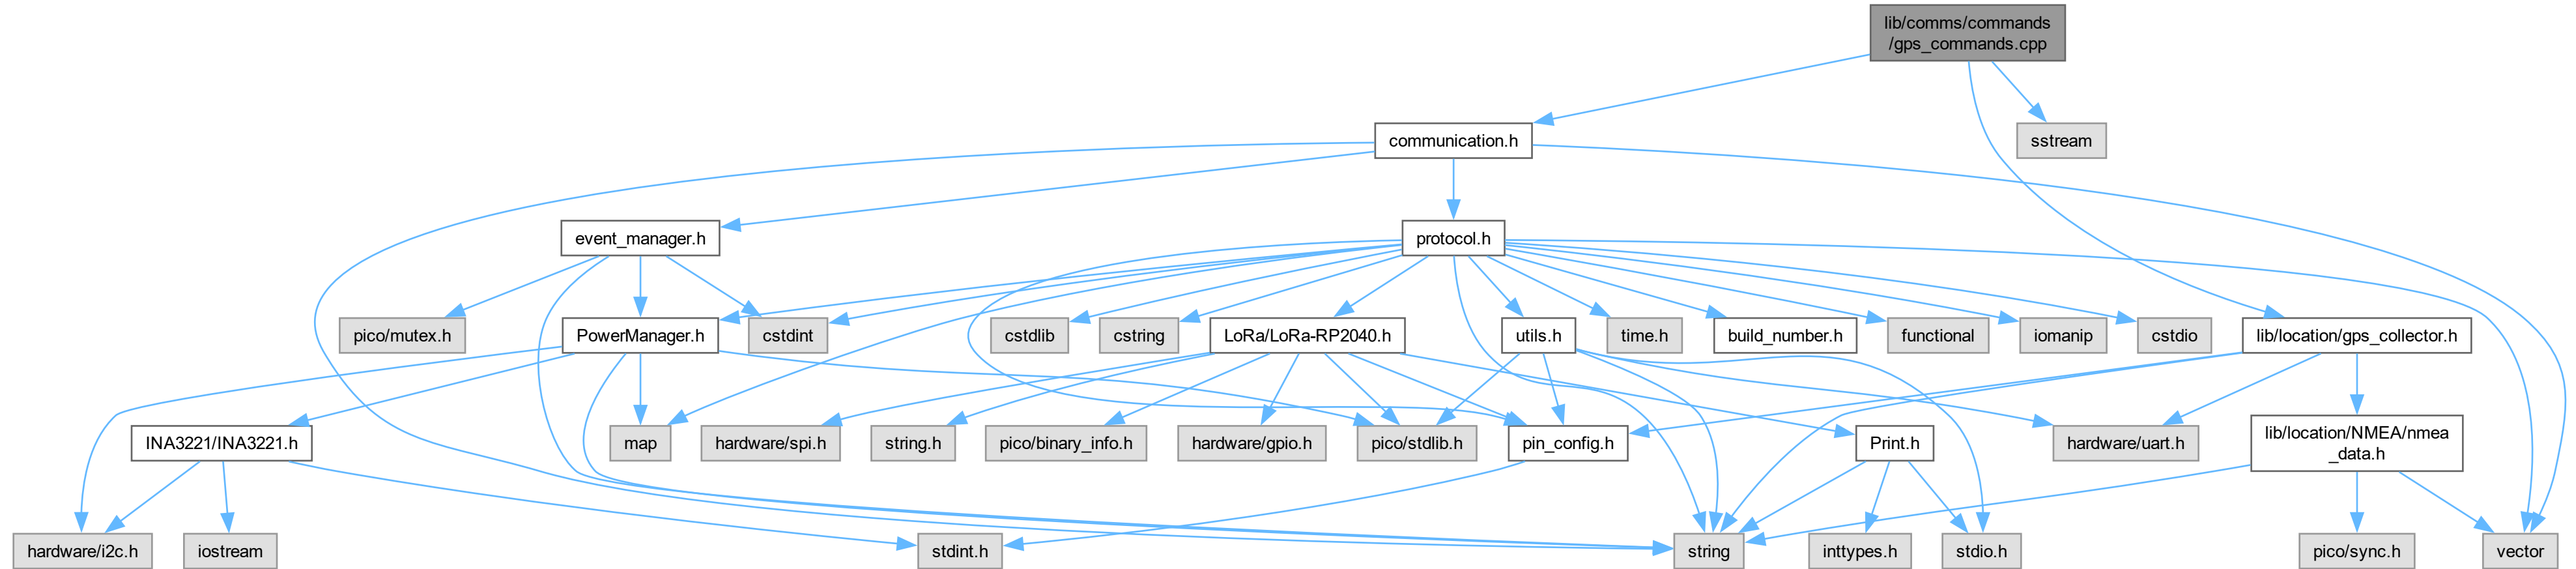 lib/comms/commands
/gps_commands.cpp
communication.h
sstream
event_manager.h
protocol.h
pico/mutex.h
PowerManager.h
cstdint
cstdlib
cstring
LoRa/LoRa-RP2040.h
utils.h
time.h
build_number.h
functional
iomanip
cstdio
lib/location/gps_collector.h
INA3221/INA3221.h
map
hardware/spi.h
string.h
pico/binary_info.h
hardware/gpio.h
pico/stdlib.h
pin_config.h
Print.h
hardware/uart.h
lib/location/NMEA/nmea
_data.h
hardware/i2c.h
iostream
stdint.h
string
inttypes.h
stdio.h
pico/sync.h
vector